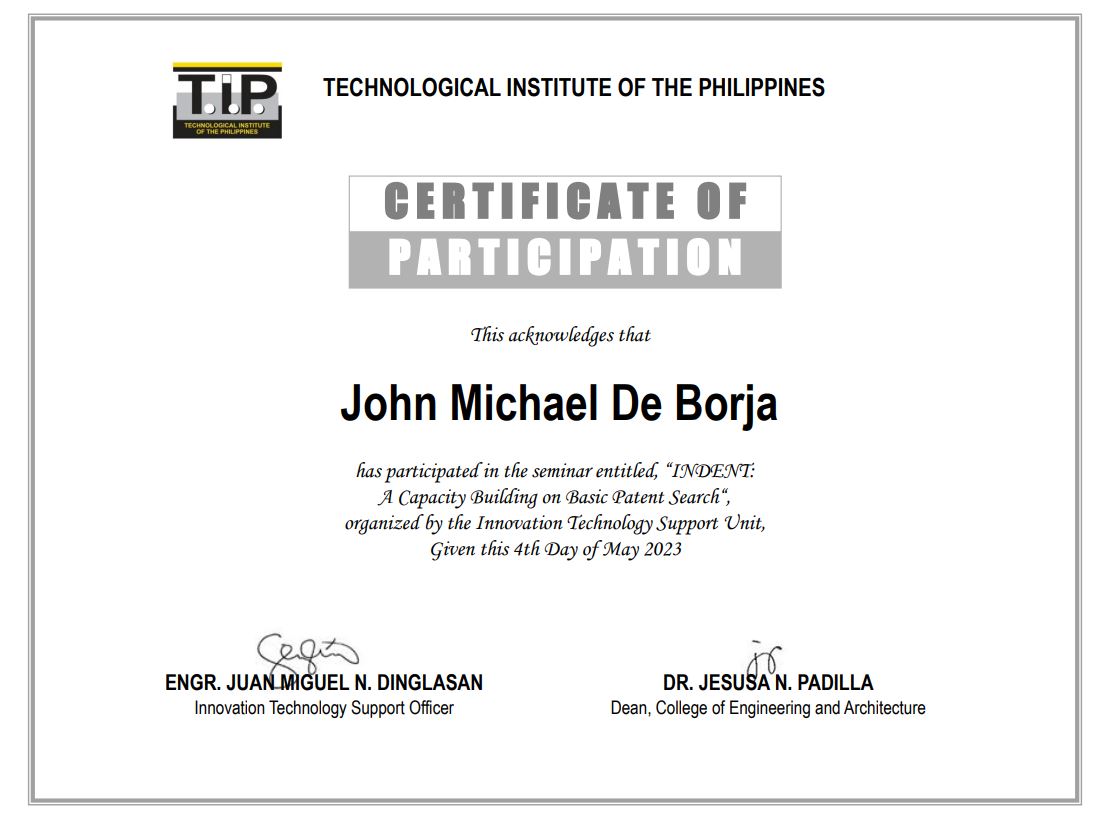 T.I.P.
TECHNOLOGICAL INSTITUTE
OF THE PHILIPPINES
TECHNOLOGICAL INSTITUTE OF THE PHILIPPINES
CERTIFICATE OF
PARTICIPATION
This acknowledges that
John Michael De Borja
has participated in the seminar entitled, “INDENT:
A Capacity Building on Basic Patent Search“,
organized by the Innovation Technology Support Unit,
Given this 4th Day of May 2023
ENGR. JUAN MIGUEL N. DINGLASAN
Innovation Technology Support Officer
DR. JESUSA N. PADILLA
Dean, College of Engineering and Architecture